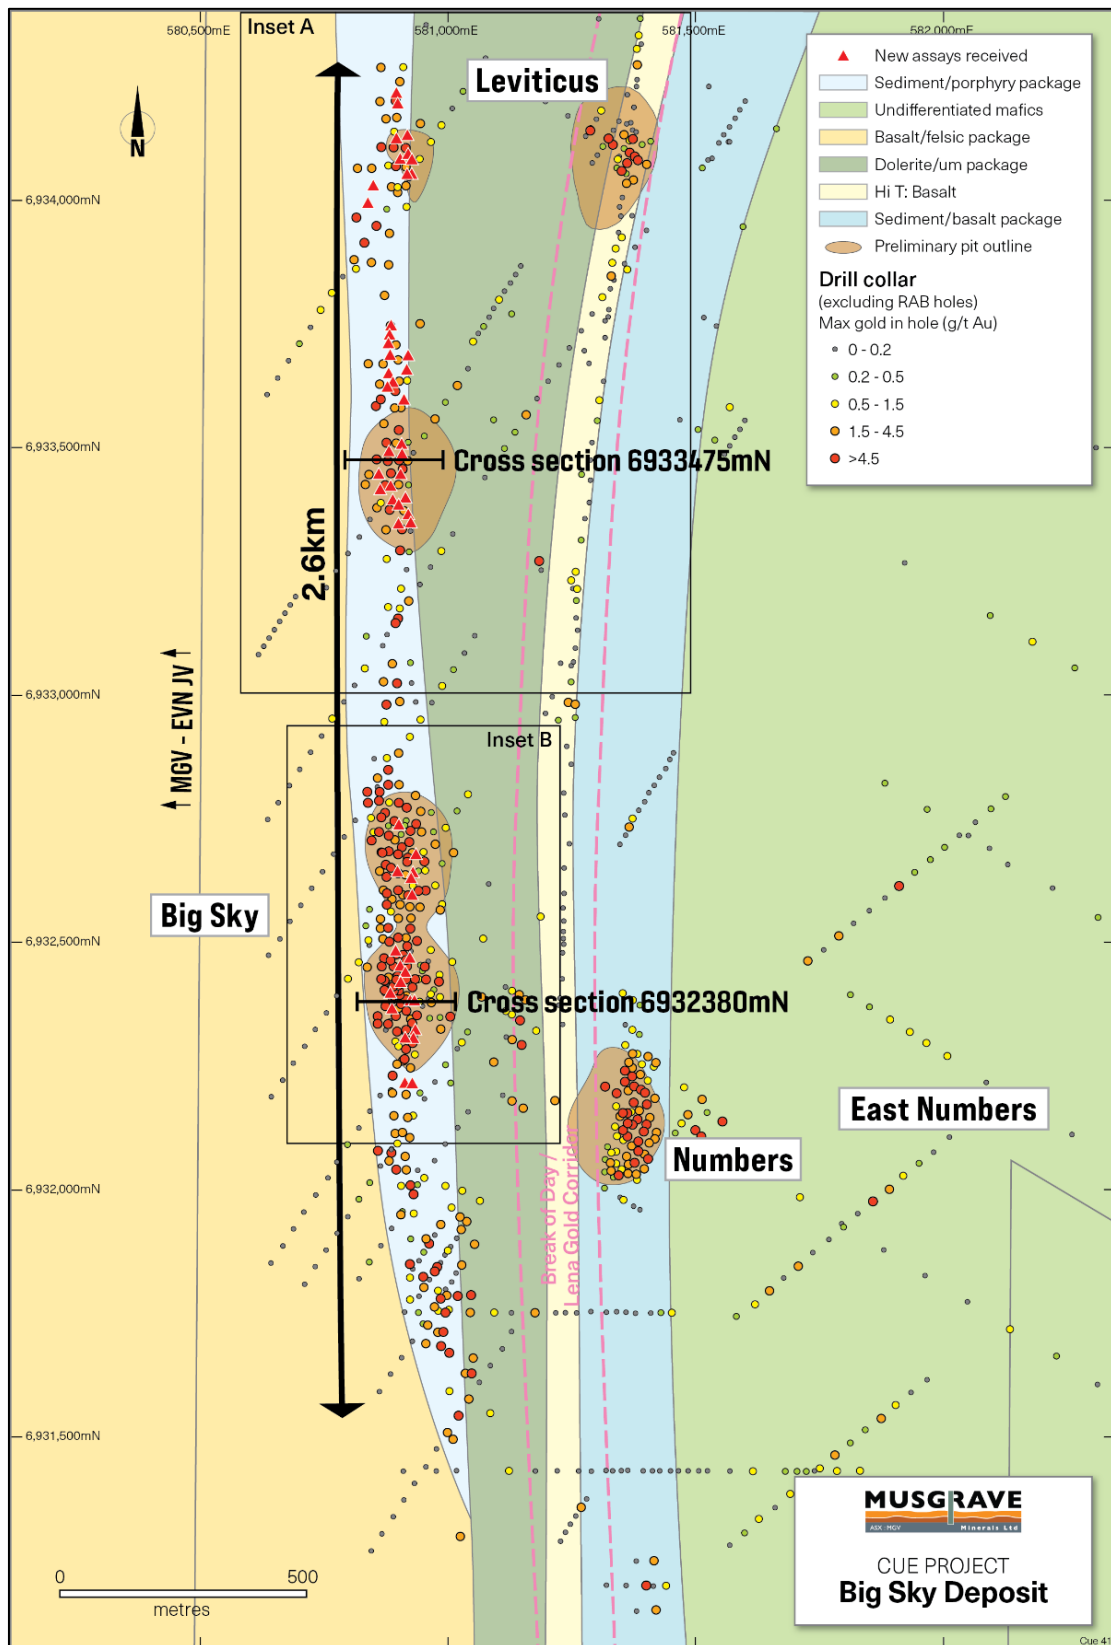 580,500mE
Inset A
581,000mE
581,500mE
582,000mE
Leviticus
New assays received
Sediment/porphyry package
Undifferentiated mafics
Basalt/felsic package
Dolerite/um package
Hi T: Basalt
Sediment/basalt package
Preliminary pit outline
Drill collar
(excluding RAB holes)
Max gold in hole (g/t Au)
0 - 0.2
0.2 - 0.5
0.5 - 1.5
1.5 - 4.5
>4.5
N
6,934,000mN
6,933,500mN
Cross section 6933475mN
2.6km
MGV - EVN JV
6,933,000mN
Inset B
Big Sky
6,932,500mN
Cross section 6932380mN
East Numbers
Numbers
Break of Day /
Lena Gold Corridor
6,932,000mN
6,931,500mN
0
500
metres
MUSGRAVE
ASX : MGV
Minerals Ltd
CUE PROJECT
Big Sky Deposit